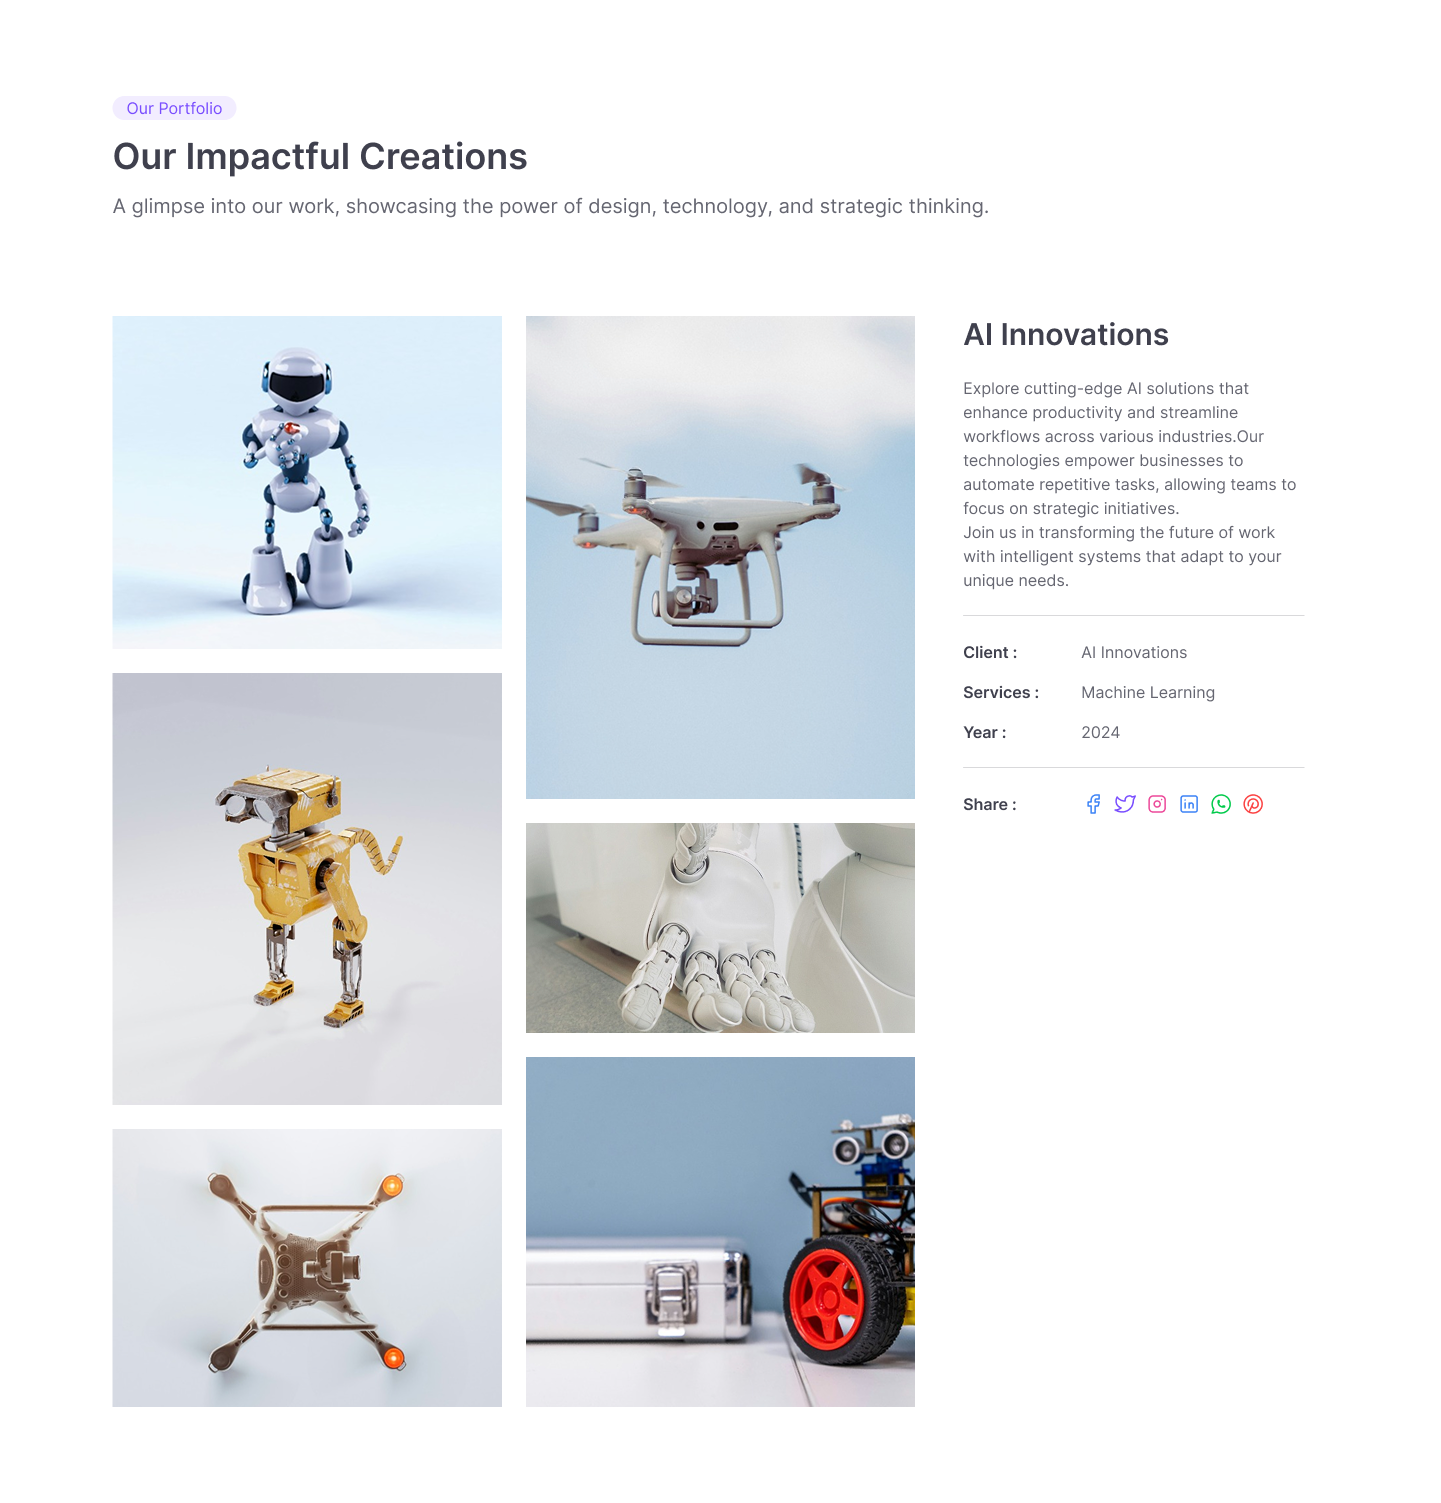 Our Portfolio
Our Impactful Creations
A glimpse into our work, showcasing the power of design, technology, and strategic thinking.
AI Innovations
Explore cutting-edge AI solutions that
enhance productivity and streamline
workflows across various industries.Our
technologies empower businesses to
automate repetitive tasks, allowing teams to
focus on strategic initiatives.
Join us in transforming the future of work
with intelligent systems that adapt to your
unique needs.
Client : AI Innovations
Services : Machine Learning
Year : 2024
Share :